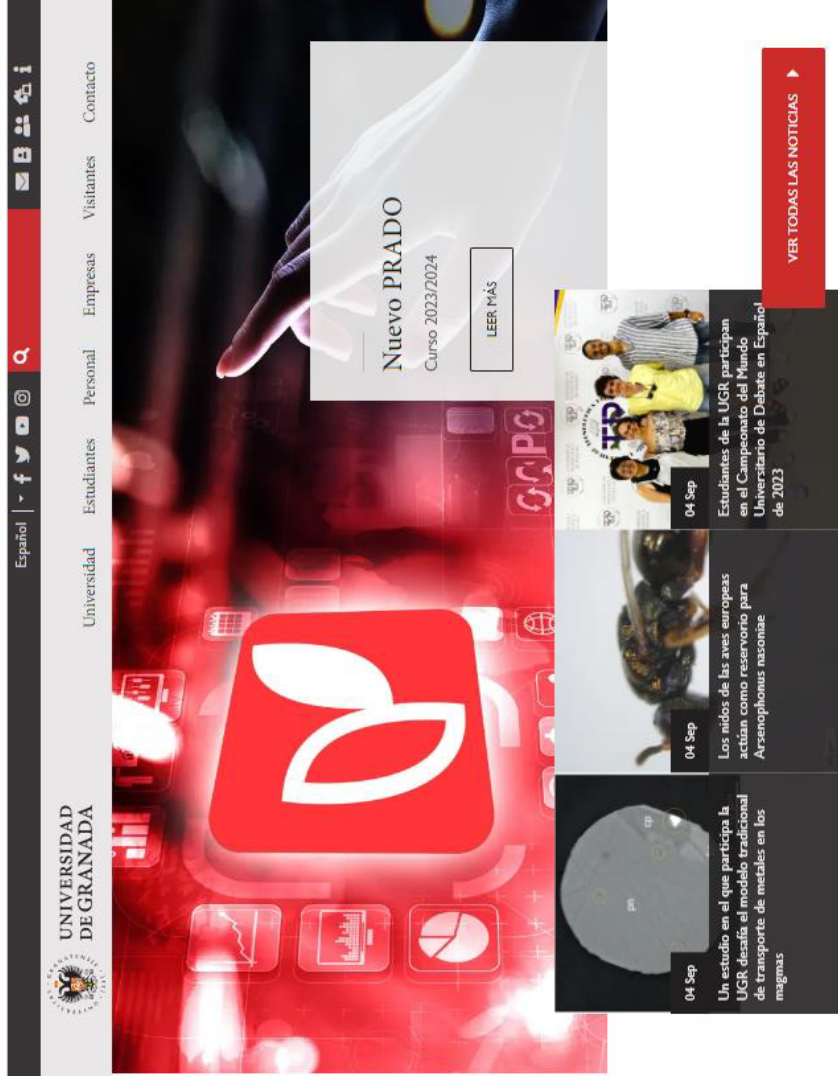 Español
UNIVERSIDAD
DE GRANADA
Universidad
Estudiantes
Personal
Empresas
Visitantes
Contacto
Nuevo PRADO
Curso 2023/2024
LEER MÁS
04 Sep
Un estudio en el que participa la
UGR desafía el modelo tradicional
de transporte de metales en los
magmas
04 Sep
Los nidos de las aves europeas
actúan como reservorio para
Arsenophonus nasoniae
04 Sep
Estudiantes de la UGR participan
en el Campeonato del Mundo
Universitario de Debate en Español
de 2023
VER TODAS LAS NOTICIAS
pn
cp